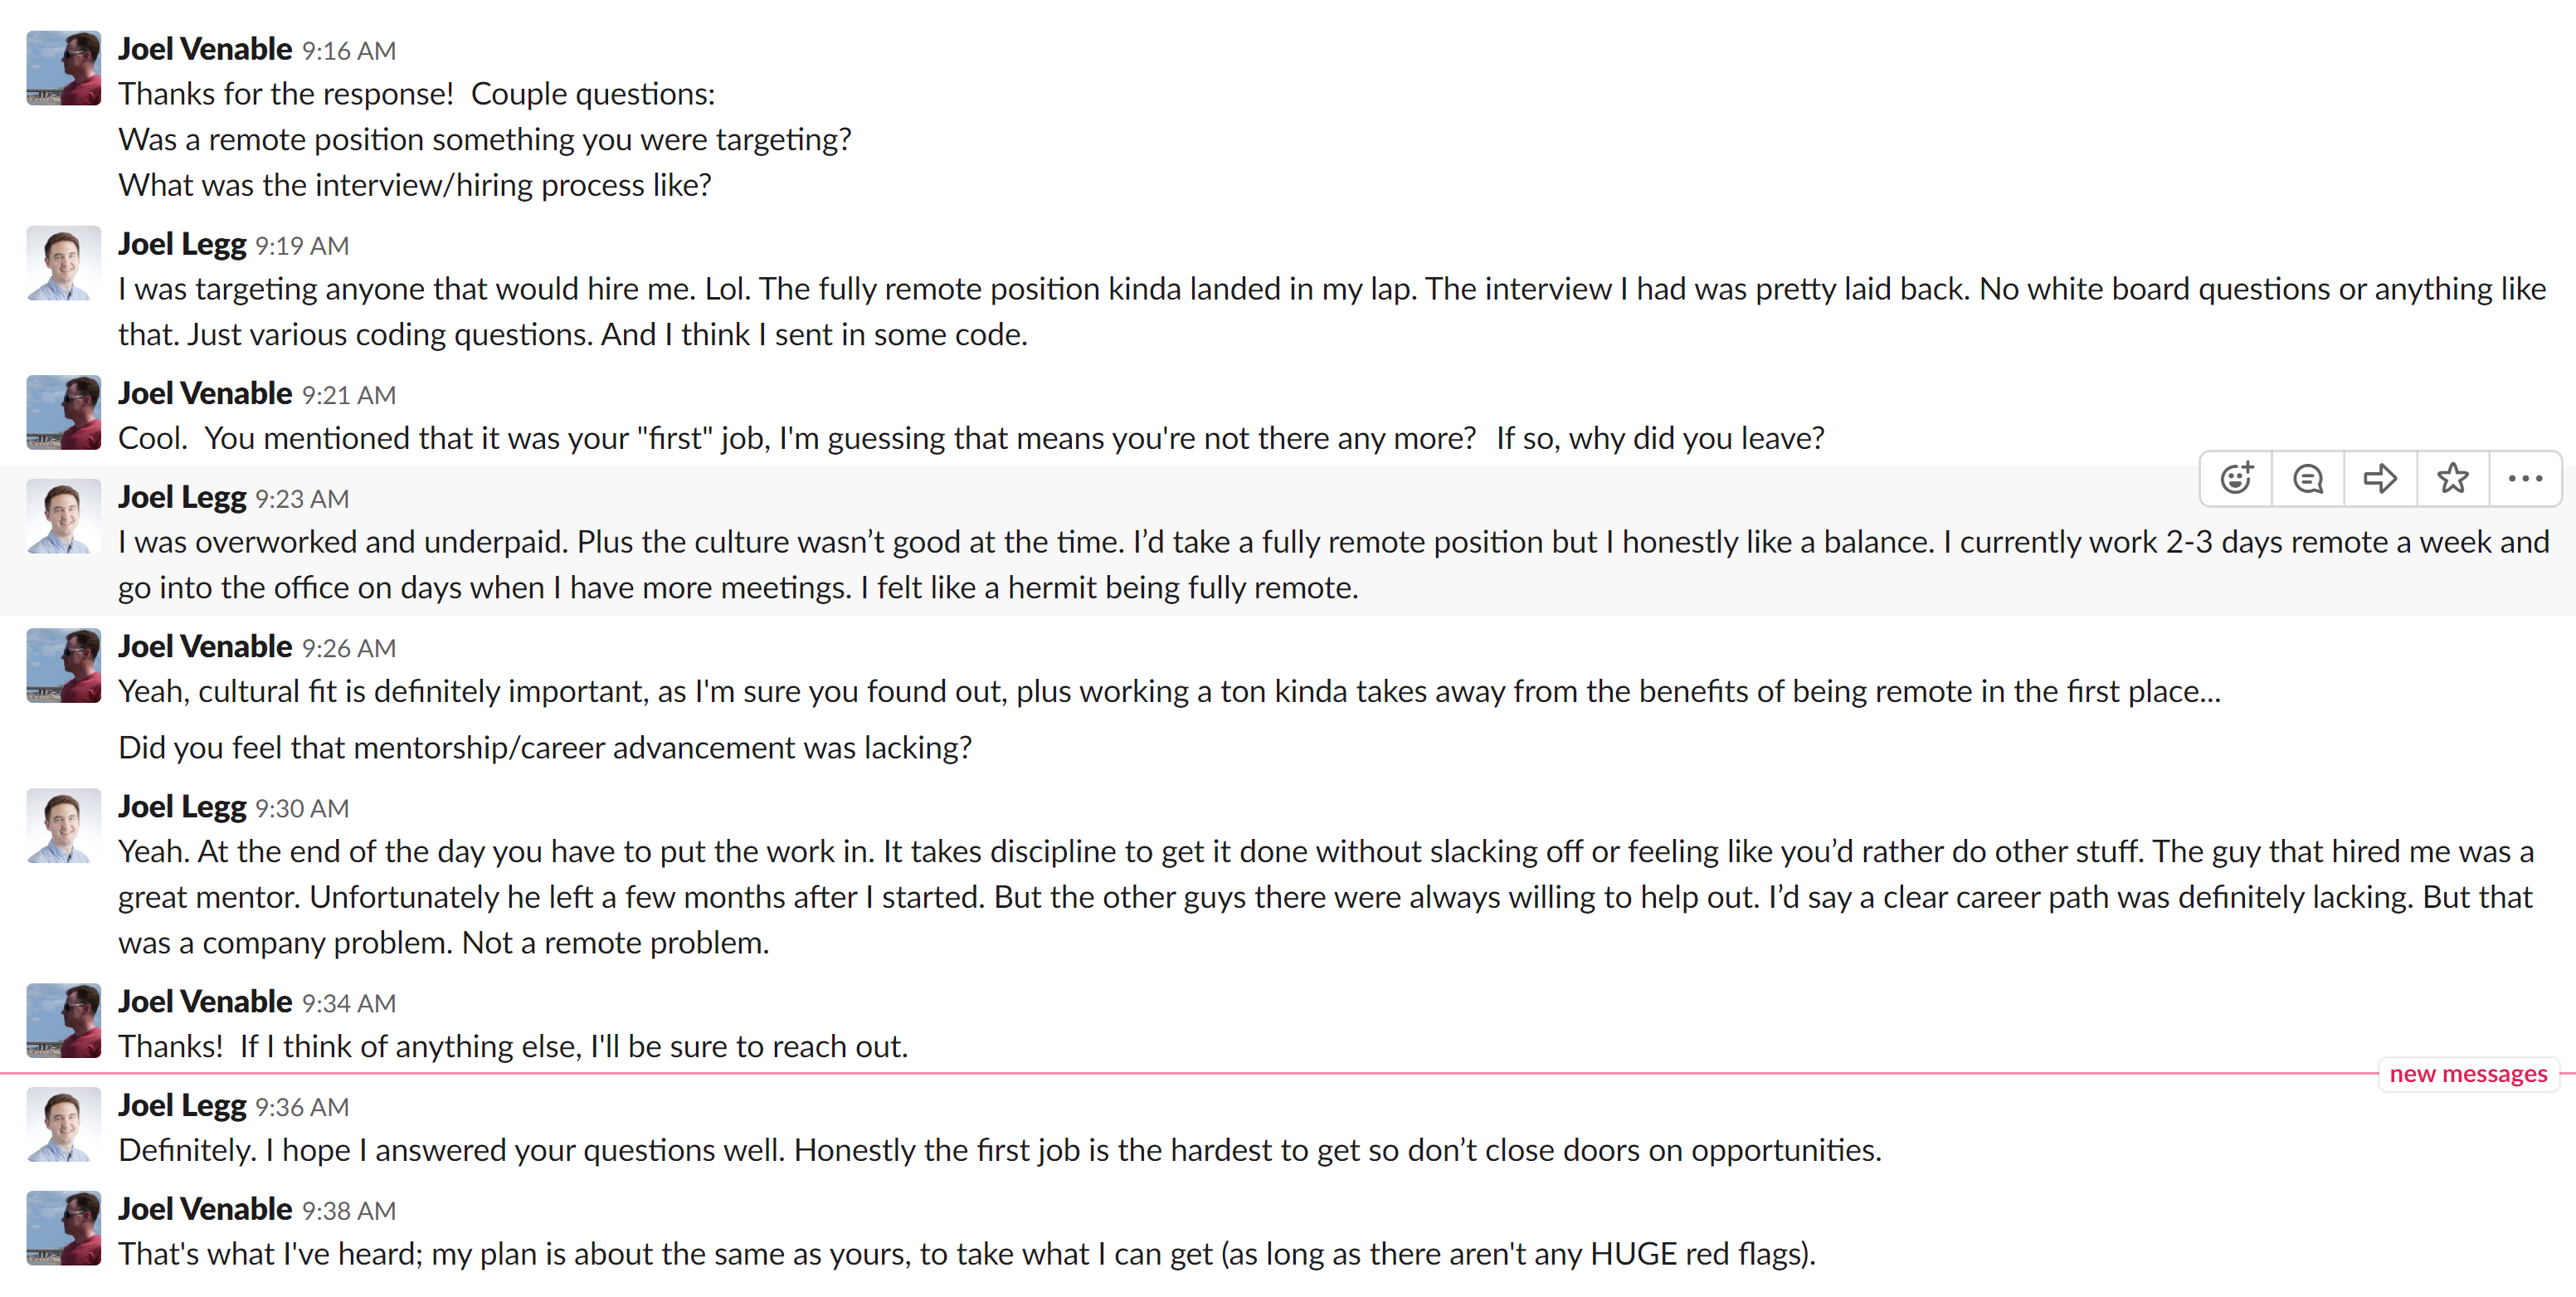 Joel Venable 9:16 AM
Thanks for the response!  Couple questions:
Was a remote position something you were targeting?
What was the interview/hiring process like?
Joel Legg 9:19 AM
I was targeting anyone that would hire me. Lol. The fully remote position kinda landed in my lap. The interview I had was pretty laid back. No white board questions or anything like
that. Just various coding questions. And I think I sent in some code.
Joel Venable 9:21 AM
Cool.  You mentioned that it was your "first" job, I'm guessing that means you're not there any more?  If so, why did you leave?
Joel Legg 9:23 AM
I was overworked and underpaid. Plus the culture wasn’t good at the time. I’d take a fully remote position but I honestly like a balance. I currently work 2-3 days remote a week and
go into the office on days when I have more meetings. I felt like a hermit being fully remote.
Joel Venable 9:26 AM
Yeah, cultural fit is definitely important, as I'm sure you found out, plus working a ton kinda takes away from the benefits of being remote in the first place...
Did you feel that mentorship/career advancement was lacking?
Joel Legg 9:30 AM
Yeah. At the end of the day you have to put the work in. It takes discipline to get it done without slacking off or feeling like you’d rather do other stuff. The guy that hired me was a
great mentor. Unfortunately he left a few months after I started. But the other guys there were always willing to help out. I’d say a clear career path was definitely lacking. But that
was a company problem. Not a remote problem.
Joel Venable 9:34 AM
Thanks!  If I think of anything else, I'll be sure to reach out.
new messages
Joel Legg 9:36 AM
Definitely. I hope I answered your questions well. Honestly the first job is the hardest to get so don’t close doors on opportunities.
Joel Venable 9:38 AM
That's what I've heard; my plan is about the same as yours, to take what I can get (as long as there aren't any HUGE red flags).